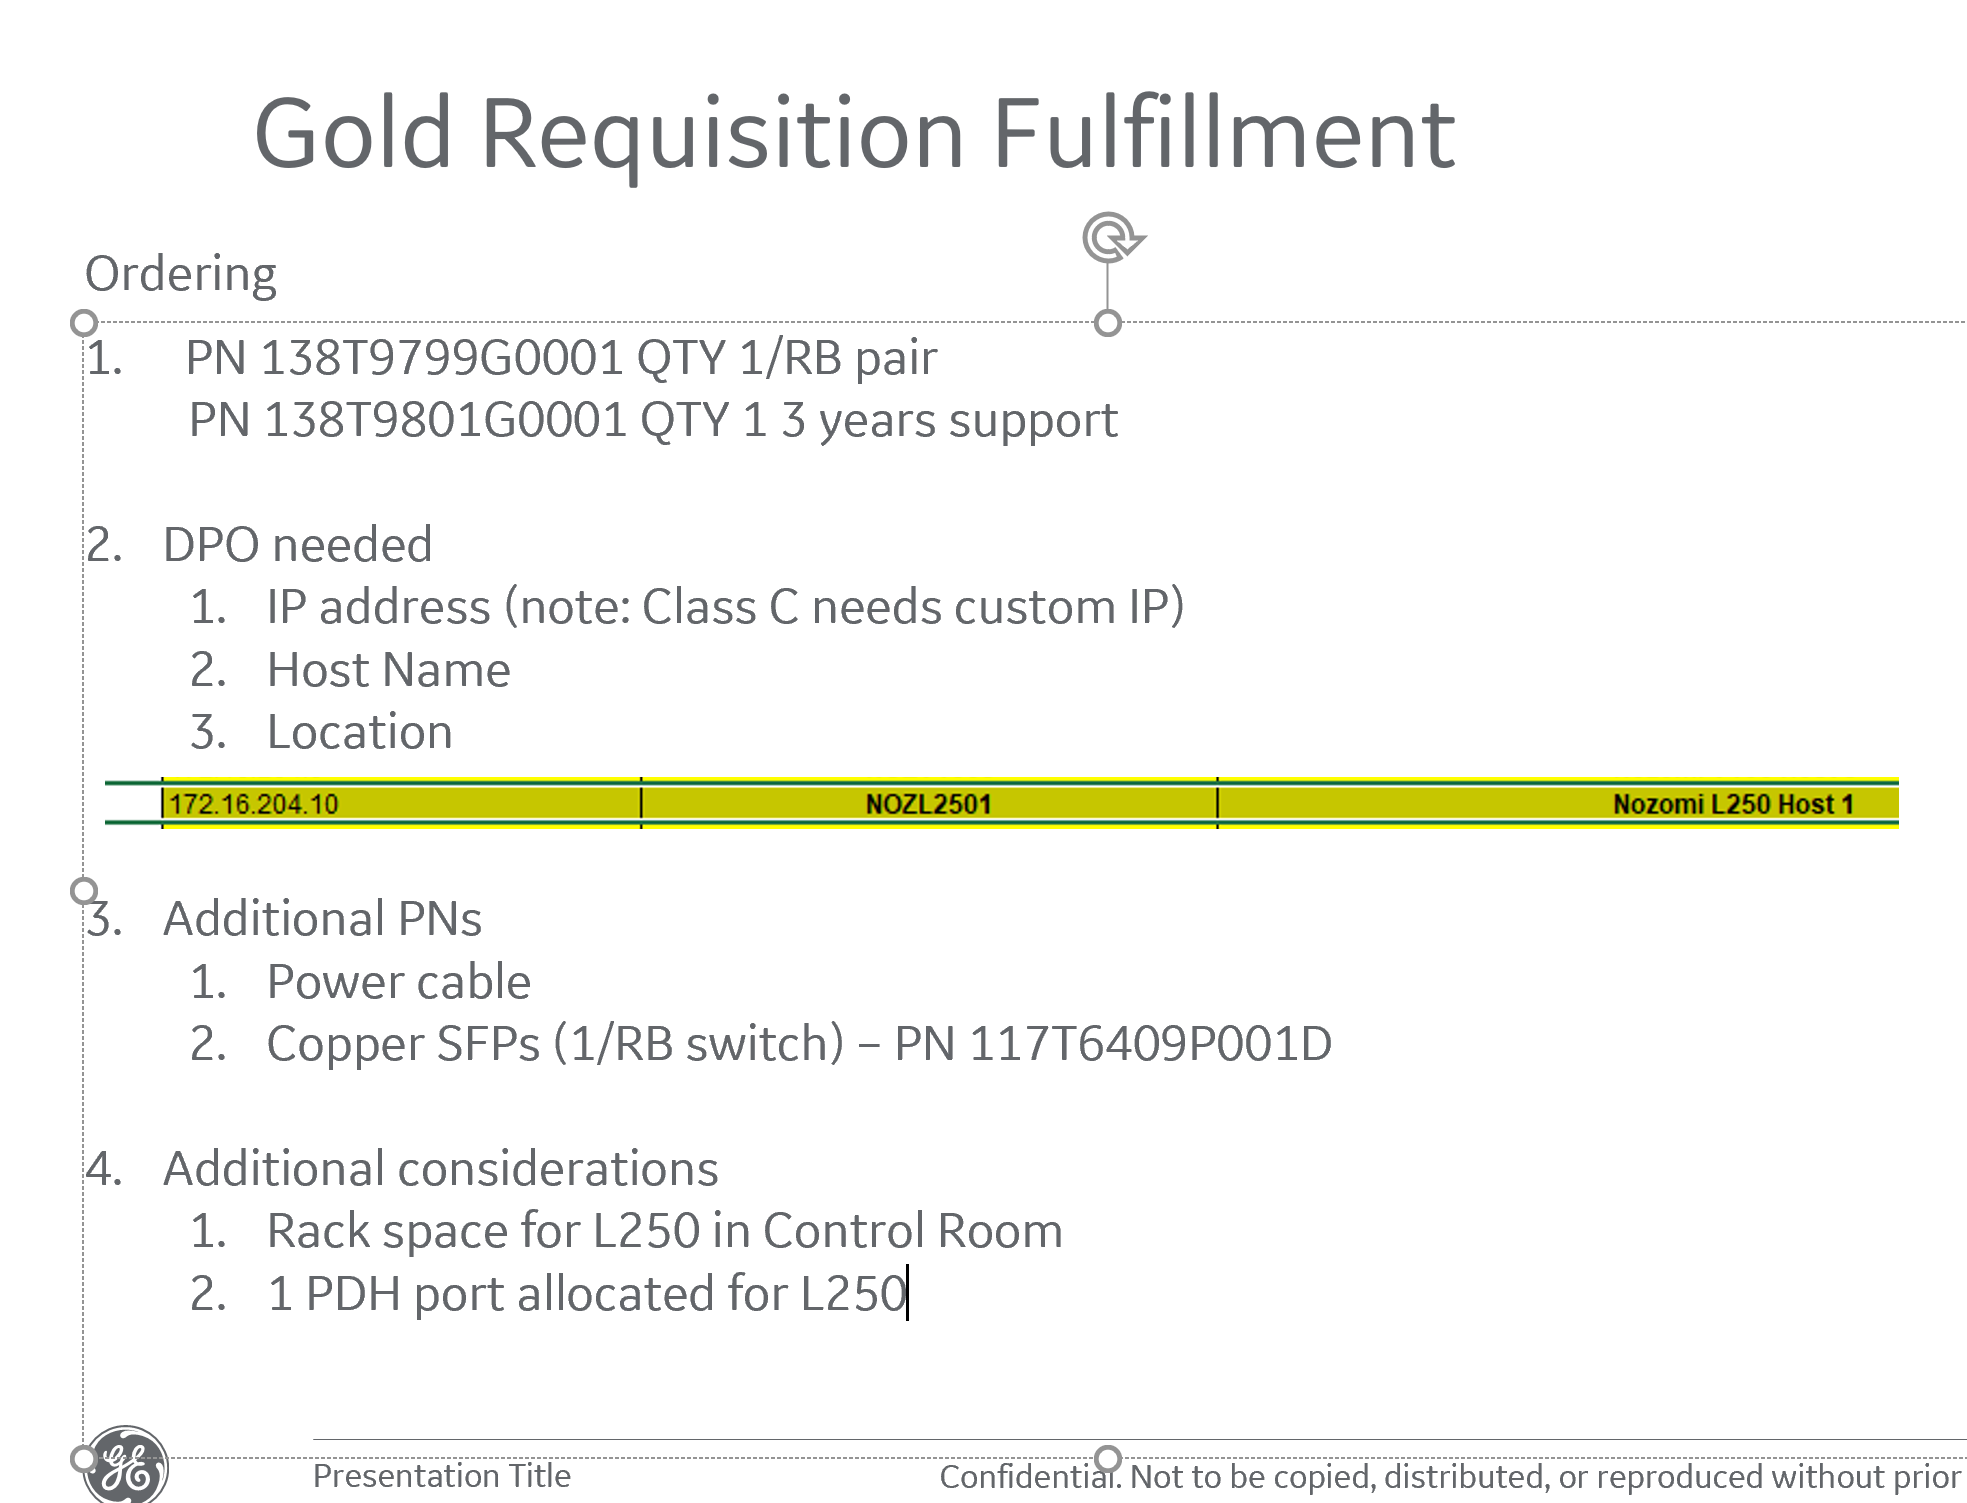 Gold Requisition Fulfillment
Ordering
1. PN 138T9799G0001 QTY 1/RB pair
PN 138T9801G0001 QTY 1 3 years support
2. DPO needed
1. IP address (note: Class C needs custom IP)
2. Host Name
3. Location
172.16.204.10 NOZL2501 Nozomi L250 Host 1
3. Additional PNs
1. Power cable
2. Copper SFPs (1/RB switch) – PN 117T6409P001D
4. Additional considerations
1. Rack space for L250 in Control Room
2. 1 PDH port allocated for L250
GE
Presentation Title Confidential. Not to be copied, distributed, or reproduced without prior